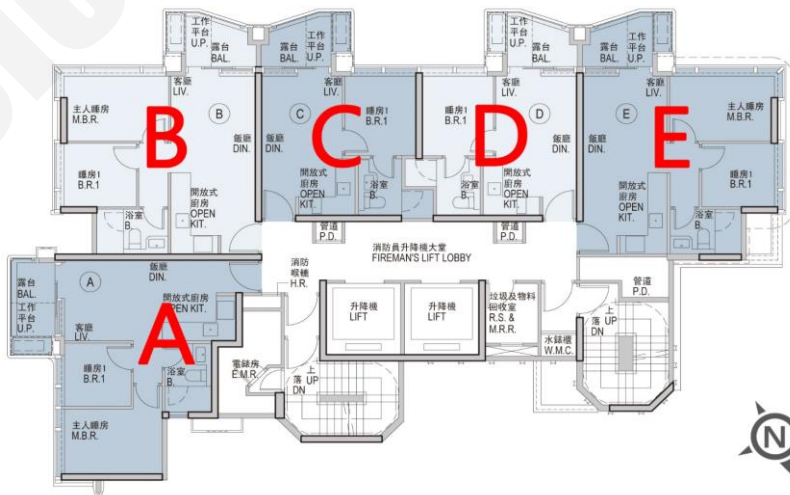 工作
平台
U.P.
露台
BAL.
客廳
LIV.
主人睡房
M.B.R.
B
飯廳
DIN.
睡房1
B.R.1
開放式
廚房
OPEN
KIT.
浴室
B.
B
工作
平台
U.P.
露台
BAL.
客廳
LIV.
C
睡房1
B.R.1
飯廳
DIN.
開放式
廚房
OPEN
KIT.
浴室
B.
C
工作
平台
U.P.
露台
BAL.
客廳
LIV.
睡房1
B.R.1
D
飯廳
DIN.
浴室
B.
開放式
廚房
OPEN
KIT.
D
工作
平台
U.P.
露台
BAL.
客廳
LIV.
主人睡房
M.B.R.
E
飯廳
DIN.
睡房1
B.R.1
開放式
廚房
OPEN
KIT.
浴室
B.
E
管道
P.D.
消防員升降機大堂
FIREMAN'S LIFT LOBBY
管道
P.D.
飯廳
DIN.
露台
BAL.
A
開放式廚房
OPEN KIT.
工作
平台
U.P.
客廳
LIV.
A
睡房1
B.R.1
浴室
B.
主人睡房
M.B.R.
消防
喉轆
H.R.
升降機
LIFT
升降機
LIFT
垃圾及物料
回收室
R.S. &
M.R.R.
管道
P.D.
上
UP
落
DN
水錶櫃
W.M.C.
電錶房
E.M.R.
上
UP
落
DN
N